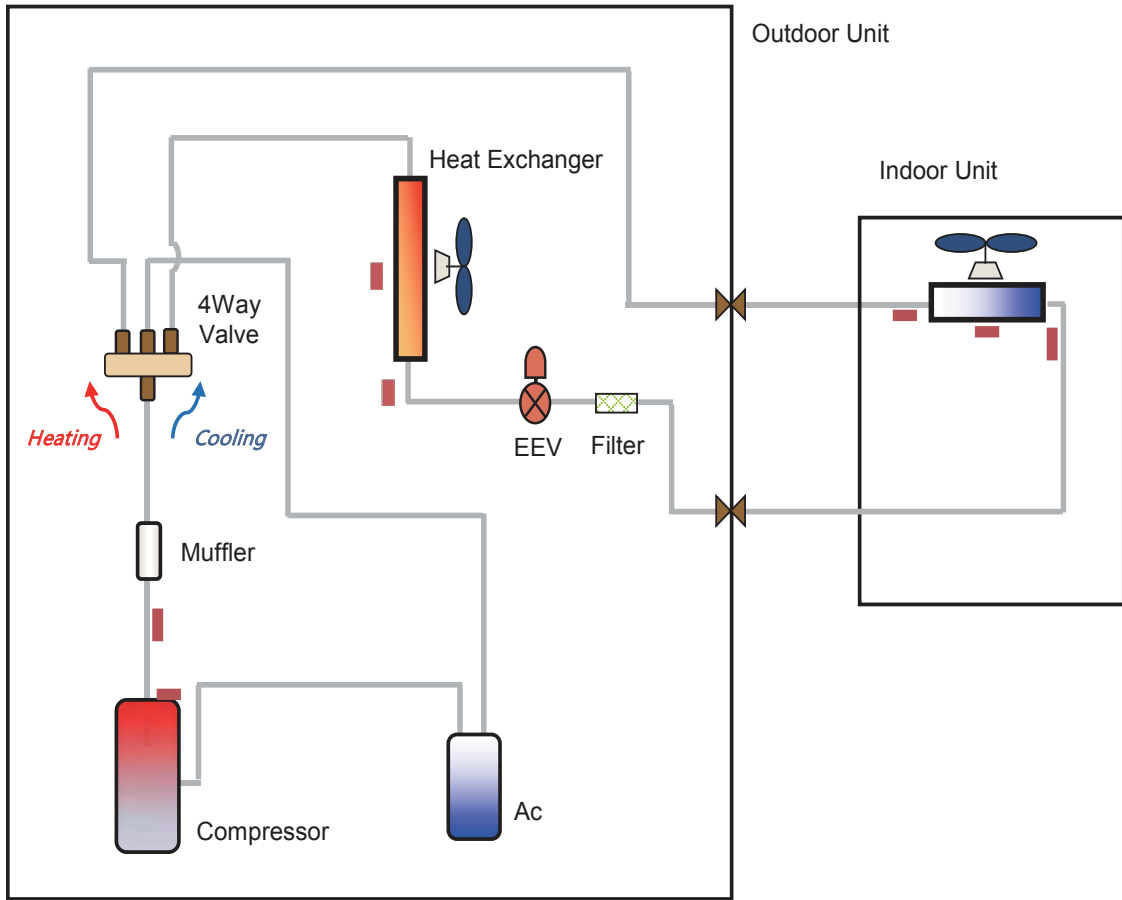 Outdoor Unit
Heat Exchanger
Indoor Unit
4Way
Valve
Heating
Cooling
EEV
Filter
Muffler
Ac
Compressor